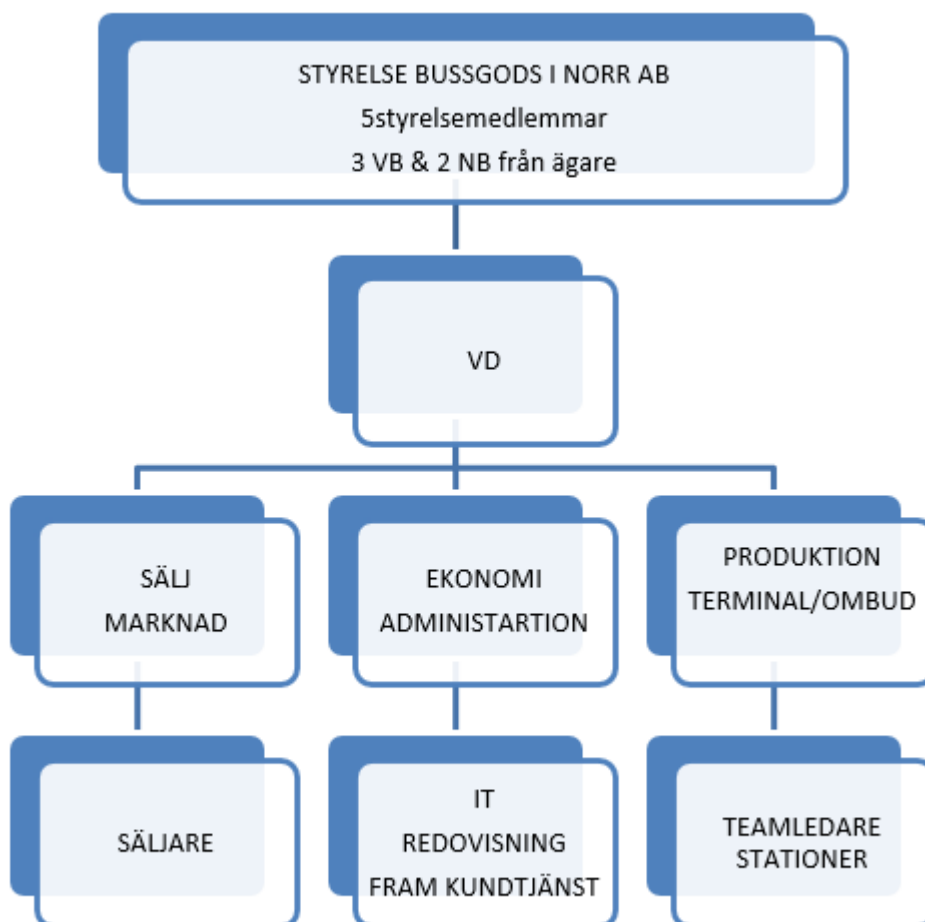 STYRELSE BUSSGODS I NORR AB
5styrelsemedlemmar
3 VB & 2 NB från ägare
VD
SÄLJ
MARKNAD
EKONOMI
ADMINISTARTION
PRODUKTION
TERMINAL/OMBUD
SÄLJARE
IT
REDOVISNING
FRAM KUNDTJÄNST
TEAMLEDARE
STATIONER